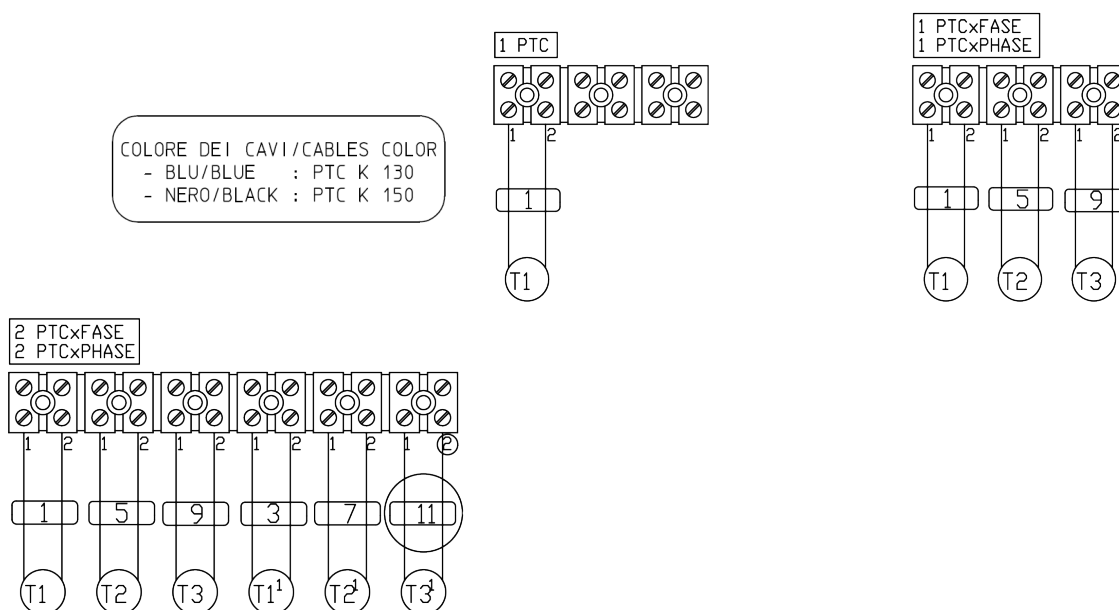 1 PTC
1 PTCxFASE
1 PTCxPHASE
COLORE DEI CAVI/CABLES COLOR
- BLU/BLUE : PTC K 130
- NERO/BLACK : PTC K 150
1 2
1
T1
1 2 1 2 1 2
1 5 9
T1 T2 T3
2 PTCxFASE
2 PTCxPHASE
1 2 1 2 1 2 1 2 1 2 1 2
1 5 9 3 7 11
T1 T2 T3 T1¹ T2¹ T3¹